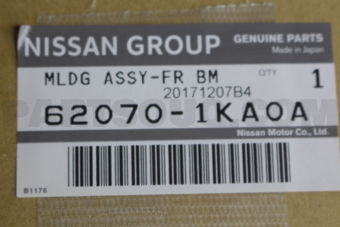 NISSAN GROUP
GENUINE PARTS
Made in Japan
MLDG ASSY-FR BM
Q'TY
1
20171207B4
62070-1KA0A
Nissan Motor Co., Ltd.
B1176